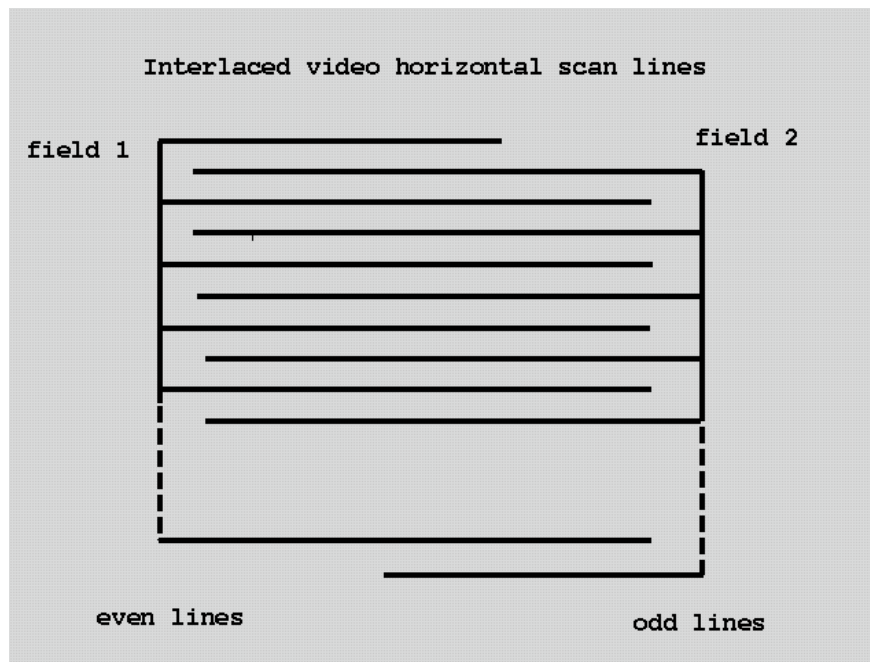 Interlaced video horizontal scan lines
field 1
field 2
even lines
odd lines